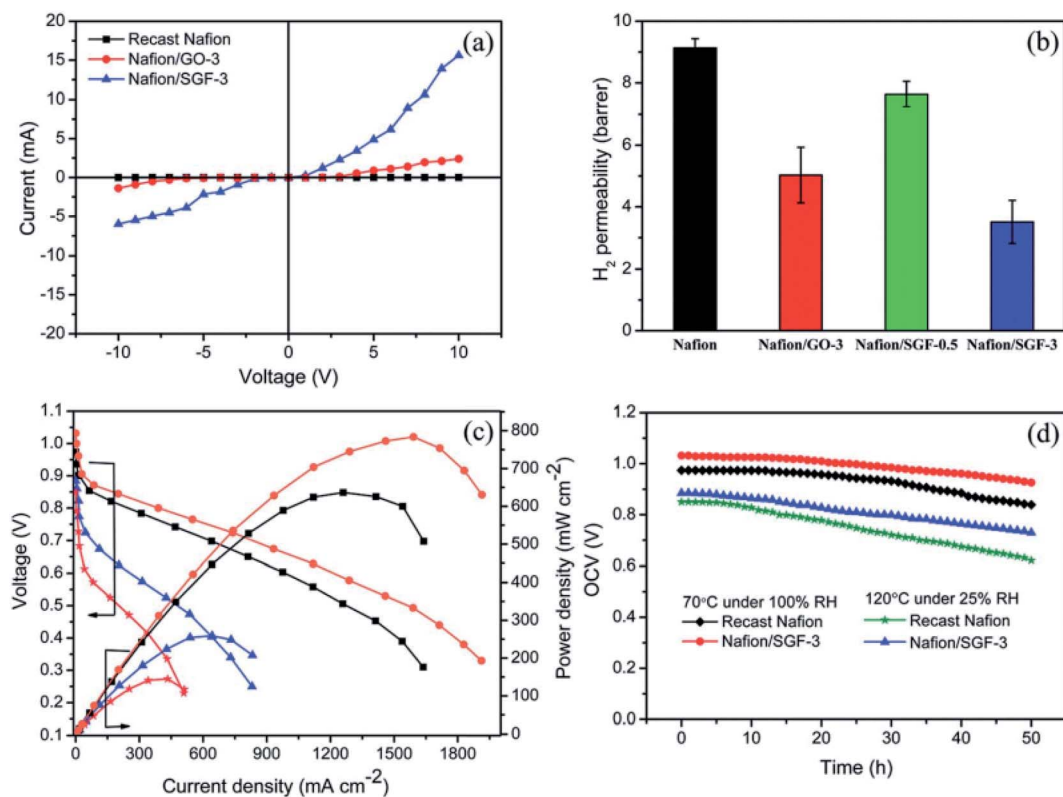 (a)
Recast Nafion
Nafion/GO-3
Nafion/SGF-3
20
15
10
5
0
-5
-10
-15
-20
Current (mA)
-10
-5
0
5
10
Voltage (V)
(b)
10
8
6
4
2
0
H₂ permeability (barrer)
Nafion
Nafion/GO-3
Nafion/SGF-0.5
Nafion/SGF-3
(c)
1.1
1.0
0.9
0.8
0.7
0.6
0.5
0.4
0.3
0.2
0.1
Voltage (V)
800
700
600
500
400
300
200
100
0
Power density (mW cm⁻²)
0
300
600
900
1200
1500
1800
Current density (mA cm⁻²)
(d)
1.2
1.0
0.8
0.6
0.4
0.2
0.0
OCV (V)
70°C under 100% RH
Recast Nafion
Nafion/SGF-3
120°C under 25% RH
Recast Nafion
Nafion/SGF-3
0
10
20
30
40
50
Time (h)